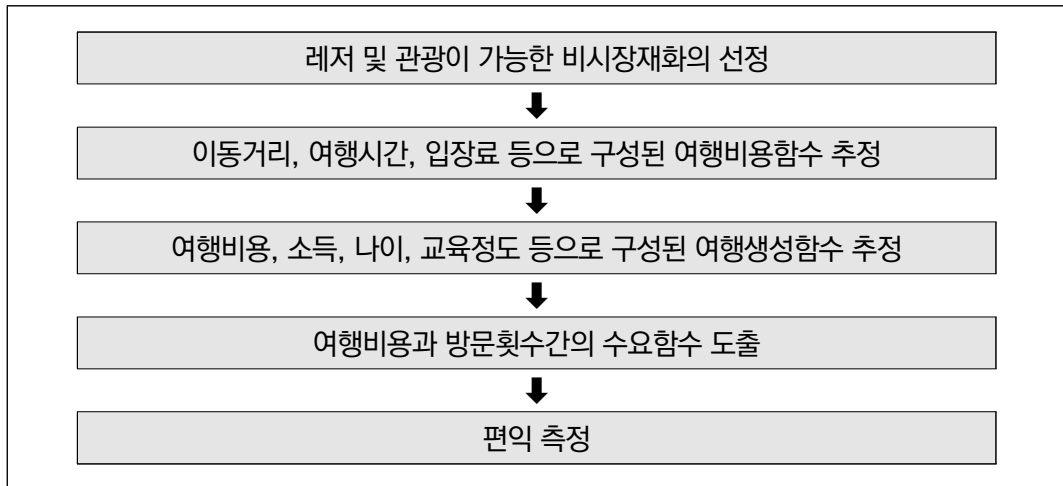 레저 및 관광이 가능한 비시장재화의 선정
이동거리, 여행시간, 입장료 등으로 구성된 여행비용함수 추정
여행비용, 소득, 나이, 교육정도 등으로 구성된 여행생성함수 추정
여행비용과 방문횟수간의 수요함수 도출
편익 측정